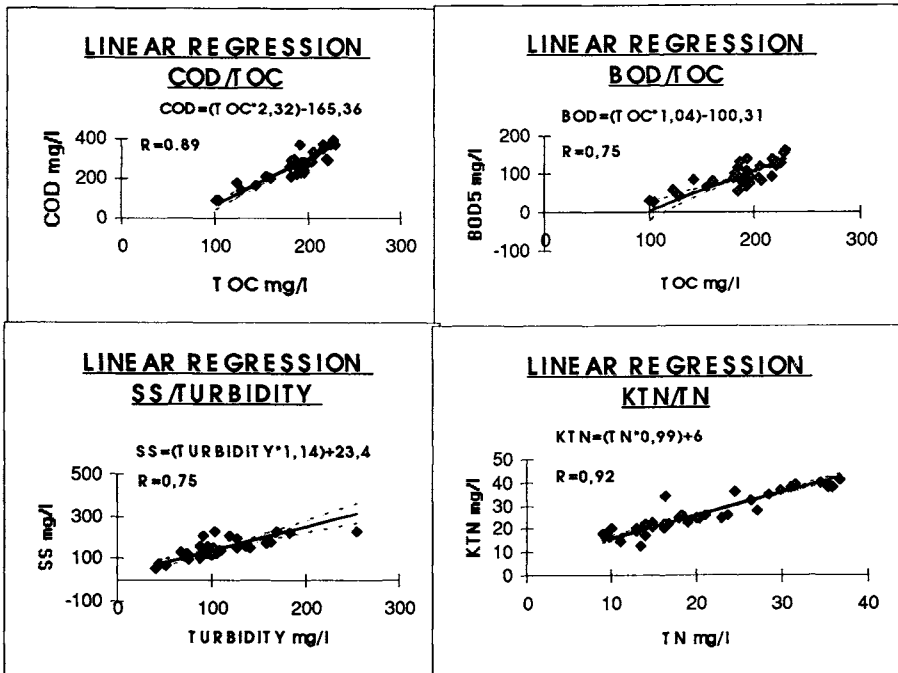 LINEAR REGRESSION
COD/TOC
COD=(TOC*2,32)-165,36
R=0.89
COD mg/l
400
200
0
0
100
200
300
TOC mg/l
LINEAR REGRESSION
BOD/TOC
BOD=(TOC*1,04)-100,31
R=0,75
BOD5 mg/l
200
100
0
-100
0
100
200
300
TOC mg/l
LINEAR REGRESSION
SS/TURBIDITY
SS=(TURBIDITY*1,14)+23,4
R=0,75
SS mg/l
500
300
100
-100
0
100
200
300
TURBIDITY mg/l
LINEAR REGRESSION
KTN/TN
KTN=(TN*0,99)+6
R=0,92
KTN mg/l
50
40
30
20
10
0
0
10
20
30
40
TN mg/l